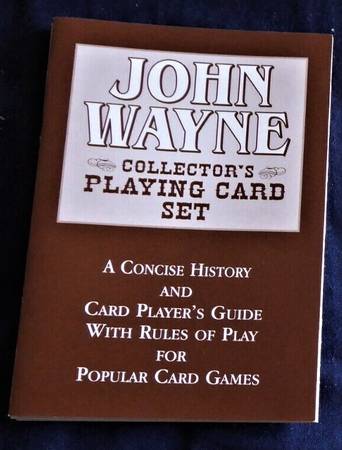 JOHN
WAYNE
COLLECTOR'S
PLAYING CARD
SET
A CONCISE HISTORY
AND
CARD PLAYER'S GUIDE
WITH RULES OF PLAY
FOR
POPULAR CARD GAMES